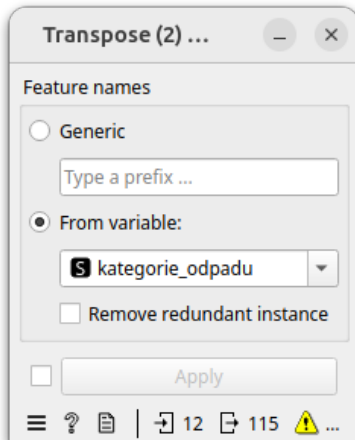 Transpose (2) ...
Feature names
Generic
Type a prefix ...
From variable:
S kategorie_odpadu
Remove redundant instance
Apply
? 12 115 ...